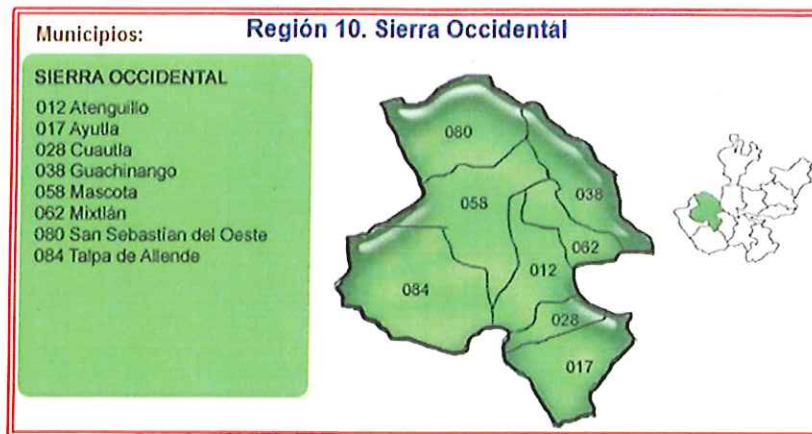 Municipios:
Región 10. Sierra Occidental
SIERRA OCCIDENTAL
012 Atenguillo
017 Ayutla
028 Cuautla
038 Guachinango
058 Mascota
062 Mixtlán
080 San Sebastian del Oeste
084 Talpa de Allende
080
038
058
062
012
084
028
017